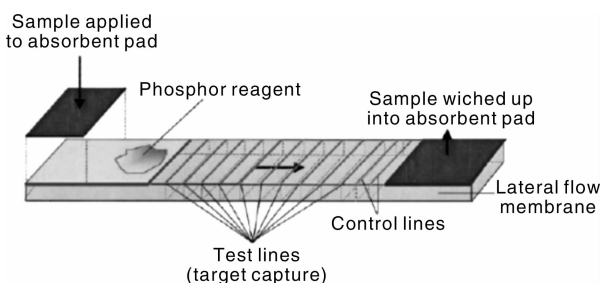 Sample applied
to absorbent pad
Phosphor reagent
Sample wiched up
into absorbent pad
Lateral flow
membrane
Control lines
Test lines
(target capture)